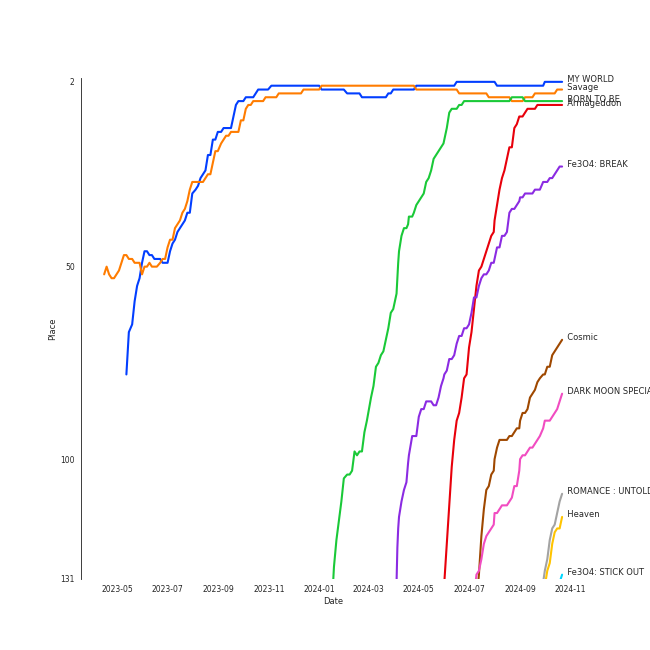 2
MY WORLD
Savage
BORN TO BE
Armageddon
Fe3O4: BREAK
50
Place
Cosmic
DARK MOON SPECIA
100
ROMANCE : UNTOLD
Heaven
Fe3O4: STICK OUT
131
2023-05 2023-07 2023-09 2023-11 2024-01 2024-03 2024-05 2024-07 2024-09 2024-11
Date